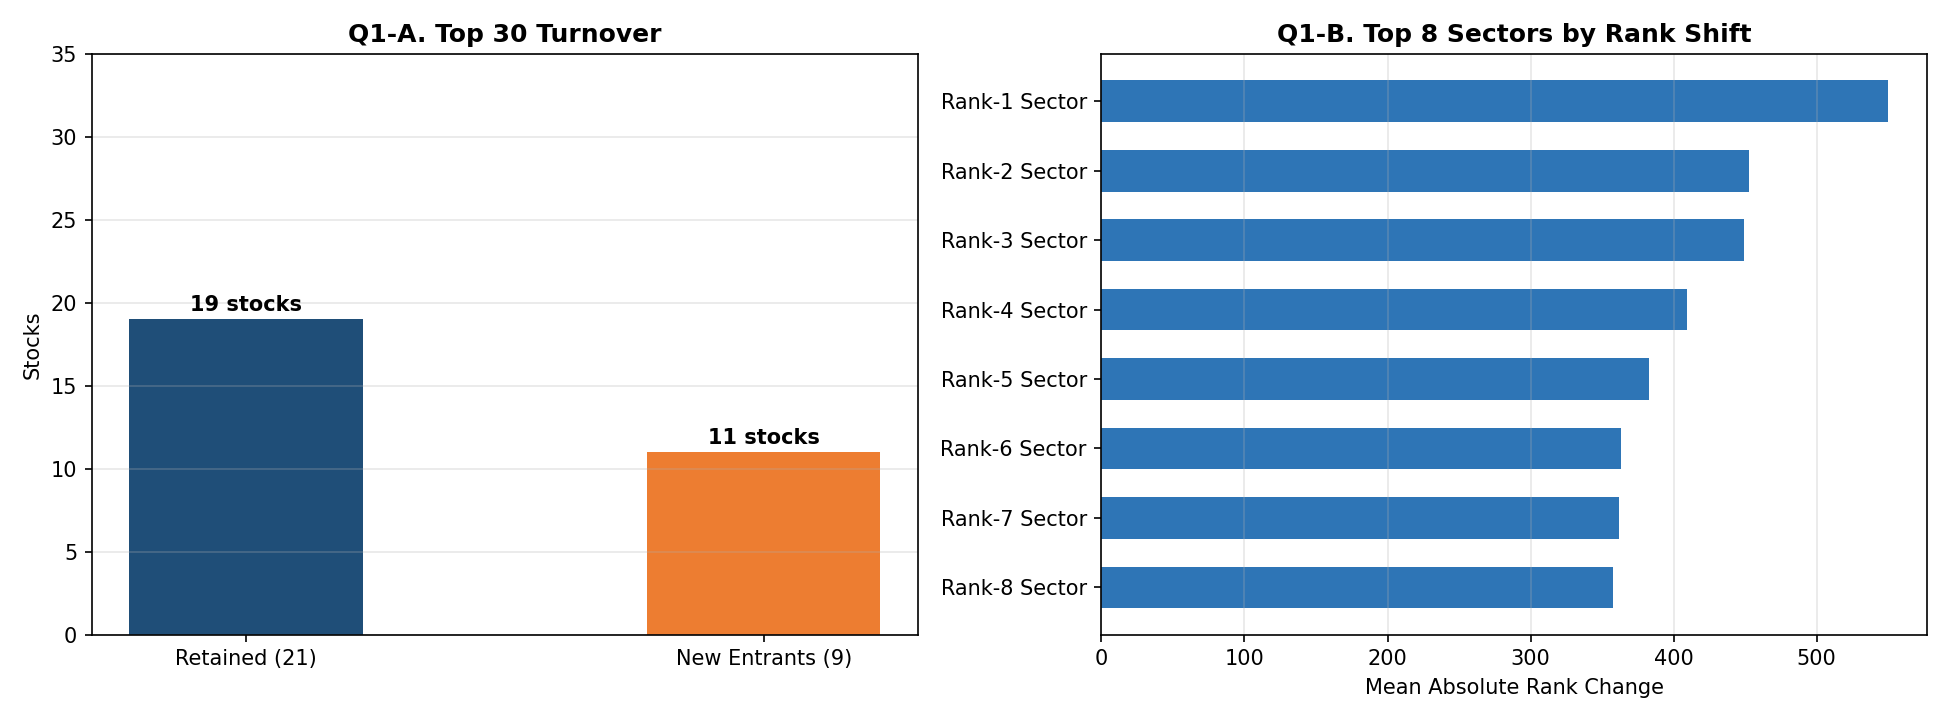 Q1-A. Top 30 Turnover
35
30
25
20
15
10
5
0
Stocks
19 stocks
11 stocks
Retained (21)
New Entrants (9)
Q1-B. Top 8 Sectors by Rank Shift
Rank-1 Sector
Rank-2 Sector
Rank-3 Sector
Rank-4 Sector
Rank-5 Sector
Rank-6 Sector
Rank-7 Sector
Rank-8 Sector
0 100 200 300 400 500
Mean Absolute Rank Change